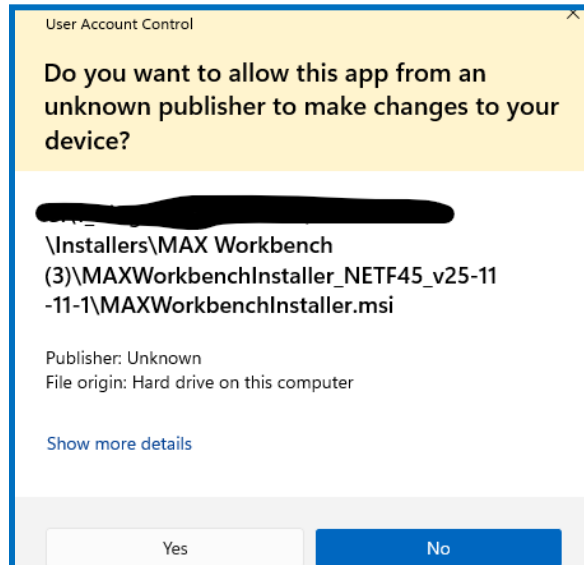 User Account Control
Do you want to allow this app from an
unknown publisher to make changes to your
device?
\Installers\MAX Workbench
(3)\MAXWorkbenchInstaller_NETF45_v25-11
-11-1\MAXWorkbenchInstaller.msi
Publisher: Unknown
File origin: Hard drive on this computer
Show more details
Yes
No